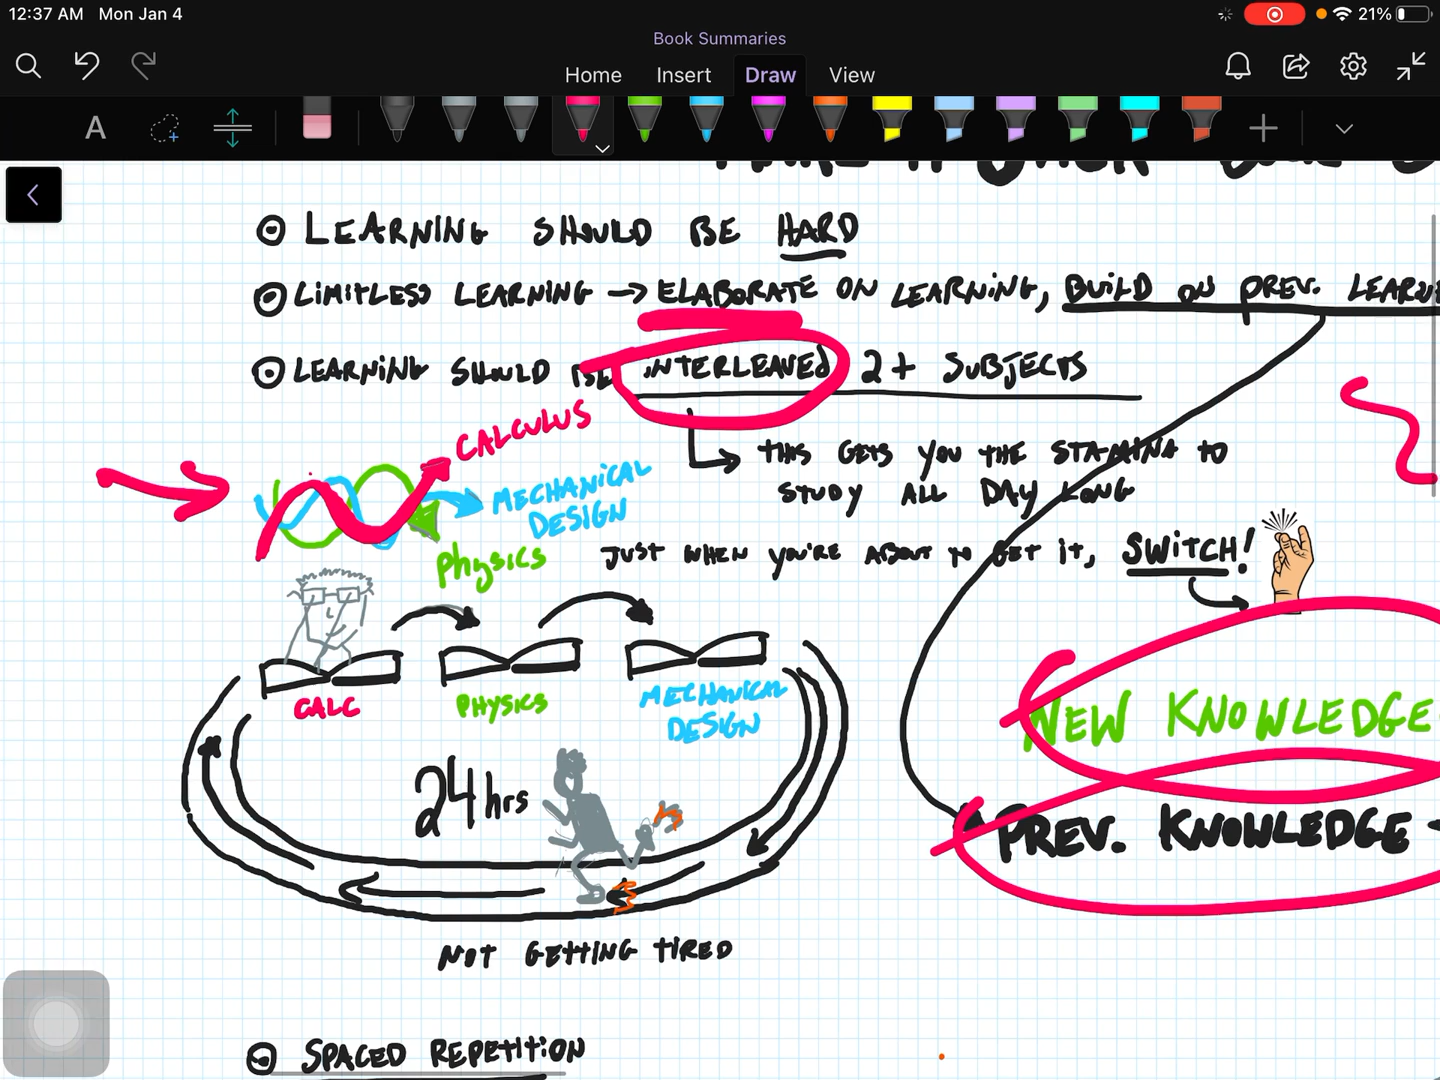 12:37 AM Mon Jan 4
21%
Book Summaries
Home Insert Draw View
A
LEARNING SHOULD BE HARD
LIMITLESS LEARNING → ELABORATE ON LEARNING, BUILD ON PREV.
LEARNING SHOULD BE INTERLEAVED 2+ SUBJECTS
CALCULUS
THIS GETS YOU THE STAMINA TO
STUDY ALL DAY LONG
MECHANICAL
DESIGN
Physics
JUST WHEN YOU'RE ABOUT TO GET IT, SWITCH!
CALC
PHYSICS
MECHANICAL
DESIGN
NEW KNOWLEDGE
24hrs
PREV. KNOWLEDGE
NOT GETTING TIRED
SPACED REPETITION